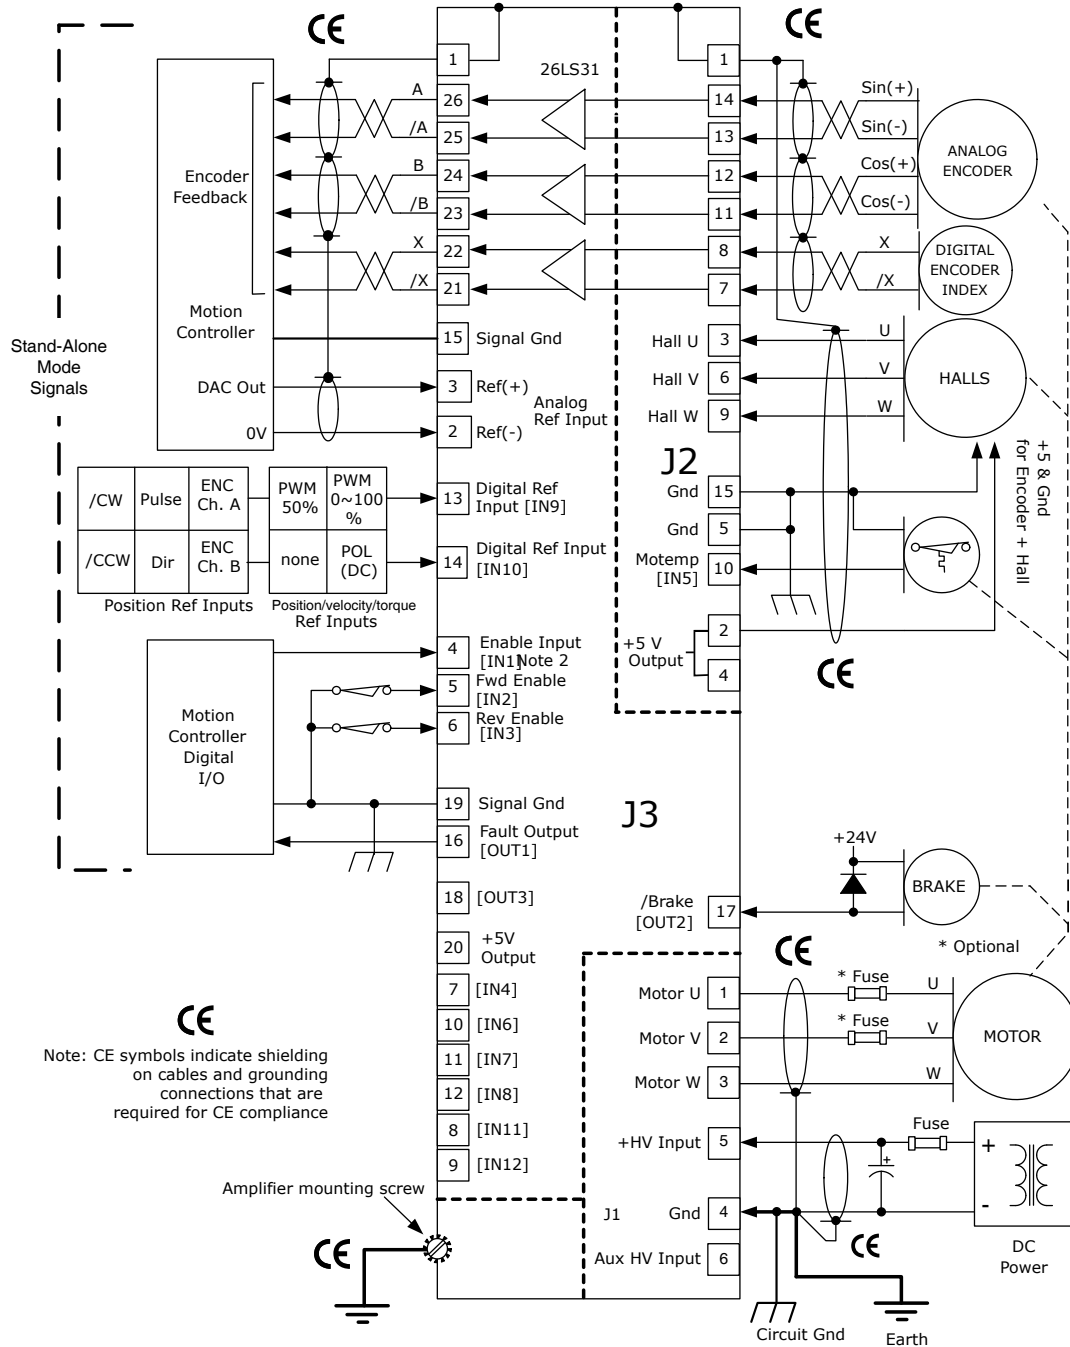 CE
CE
1
26LS31
1
A
26
14
Sin(+)
/A
25
13
Sin(-)
ANALOG
ENCODER
Encoder
Feedback
B
24
12
Cos(+)
/B
23
11
Cos(-)
X
22
8
X
DIGITAL
ENCODER
INDEX
/X
21
7
/X
Motion
Controller
15
Signal Gnd
Hall U
3
U
Stand-Alone
Mode
Signals
DAC Out
3
Ref(+)
Analog
Ref Input
Hall V
6
V
HALLS
0V
2
Ref(-)
Hall W
9
W
J2
+5 & Gnd
for Encoder + Hall
/CW
Pulse
ENC
Ch. A
PWM
50%
PWM
0~100
%
13
Digital Ref
Input [IN9]
Gnd
15
Gnd
5
/CCW
Dir
ENC
Ch. B
none
POL
(DC)
14
Digital Ref Input
[IN10]
Motemp
[IN5]
10
Position Ref Inputs
Position/velocity/torque
Ref Inputs
+5 V
Output
2
4
CE
4
Enable Input
[IN1]Note 2
5
Fwd Enable
[IN2]
6
Rev Enable
[IN3]
Motion
Controller
Digital
I/O
19
Signal Gnd
J3
16
Fault Output
[OUT1]
+24V
18
[OUT3]
/Brake
[OUT2]
17
BRAKE
20
+5V
Output
CE
* Optional
7
[IN4]
Motor U
1
* Fuse
U
10
[IN6]
Motor V
2
* Fuse
V
MOTOR
11
[IN7]
Motor W
3
W
12
[IN8]
CE
Note: CE symbols indicate shielding
on cables and grounding
connections that are
required for CE compliance
8
[IN11]
+HV Input
5
Fuse
+
+
-
9
[IN12]
Amplifier mounting screw
J1
Gnd
4
CE
CE
Aux HV Input
6
DC
Power
Circuit Gnd
Earth